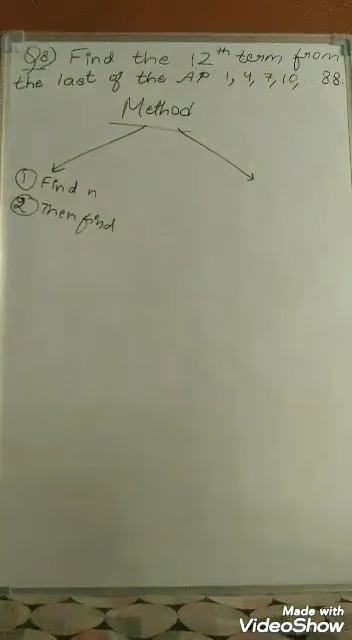 Q8) Find the 12th term from
the last of the AP 1, 4, 7, 10, .. 88.
Method
① Find n
② Then find
Made with
VideoShow